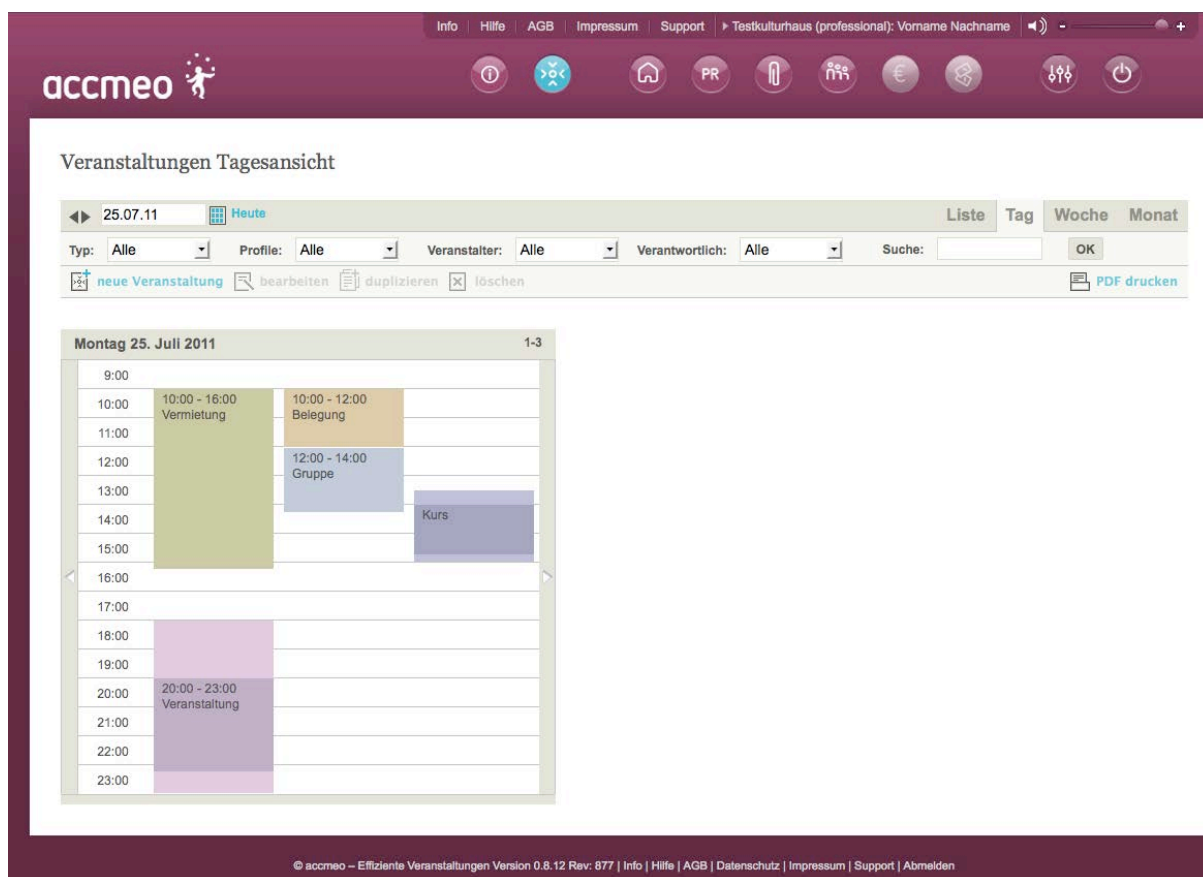 Info | Hilfe | AGB | Impressum | Support | Testkulturhaus (professional): Vorname Nachname - +
accmeo
PR €
Veranstaltungen Tagesansicht
25.07.11 Heute Liste Tag Woche Monat
Typ: Alle Profile: Alle Veranstalter: Alle Verantwortlich: Alle Suche: OK
neue Veranstaltung bearbeiten duplizieren löschen PDF drucken
Montag 25. Juli 2011 1-3
9:00
10:00 10:00 - 16:00 10:00 - 12:00
Vermietung Belegung
11:00
12:00 12:00 - 14:00
Gruppe
13:00
14:00 Kurs
15:00
16:00
17:00
18:00
19:00
20:00 20:00 - 23:00
Veranstaltung
21:00
22:00
23:00
© accmeo – Effiziente Veranstaltungen Version 0.8.12 Rev: 877 | Info | Hilfe | AGB | Datenschutz | Impressum | Support | Abmelden